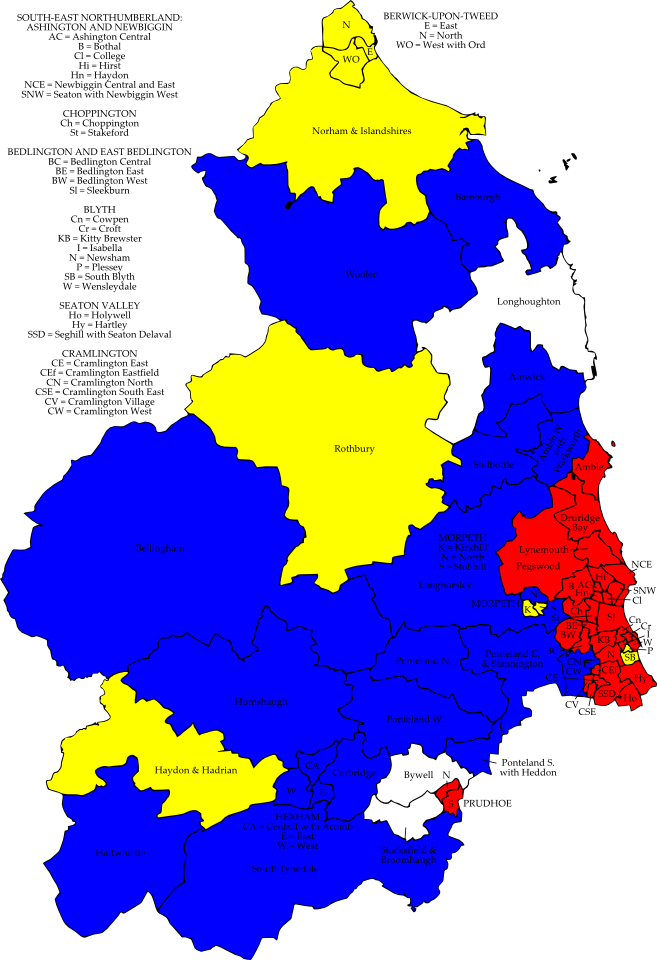 SOUTH-EAST NORTHUMBERLAND:
ASHINGTON AND NEWBIGGIN
AC = Ashington Central
B = Bothal
Cl = College
Hi = Hirst
Hn = Haydon
NCE = Newbiggin Central and East
SNW = Seaton with Newbiggin West
CHOPPINGTON
Ch = Choppington
St = Stakeford
BEDLINGTON AND EAST BEDLINGTON
BC = Bedlington Central
BE = Bedlington East
BW = Bedlington West
Sl = Sleekburn
BLYTH
Cn = Cowpen
Cr = Croft
KB = Kitty Brewster
I = Isabella
N = Newsham
P = Plessey
SB = South Blyth
W = Wensleydale
SEATON VALLEY
Ho = Holywell
Hy = Hartley
SSD = Seghill with Seaton Delaval
CRAMLINGTON
CE = Cramlington East
CEf = Cramlington Eastfield
CN = Cramlington North
CSE = Cramlington South East
CV = Cramlington Village
CW = Cramlington West
BERWICK-UPON-TWEED
E = East
N = North
WO = West with Ord
N
E
WO
Norham & Islandshires
Bamburgh
Wooler
Longhoughton
Alnwick
Amble W.
with
Warkworth
Rothbury
Shilbottle
Amble
Druridge
Bay
MORPETH
K = Kirkhill
N = North
S = Stobhill
Lynemouth
Pegswood
Bellingham
Longhorsley
NCE
Hi
B
AC
Hn
SNW
Cl
N
MORPETH
K
S
Ch
St
Sl
Cn
Cr
I
W
P
BE
BW
KB
BC
N
SB
Ponteland N.
Ponteland E.
& Stannington
CN
CW
CEf
CE
Hy
SSD
Ho
CV
CSE
Humshaugh
Ponteland W.
Ponteland S.
with Heddon
Haydon & Hadrian
CA
Corbridge
Bywell
N
W
E
S
PRUDHOE
HEXHAM
CA = Central with Acomb
E = East
W = West
Haltwhistle
Stocksfield &
Broomhaugh
South Tynedale